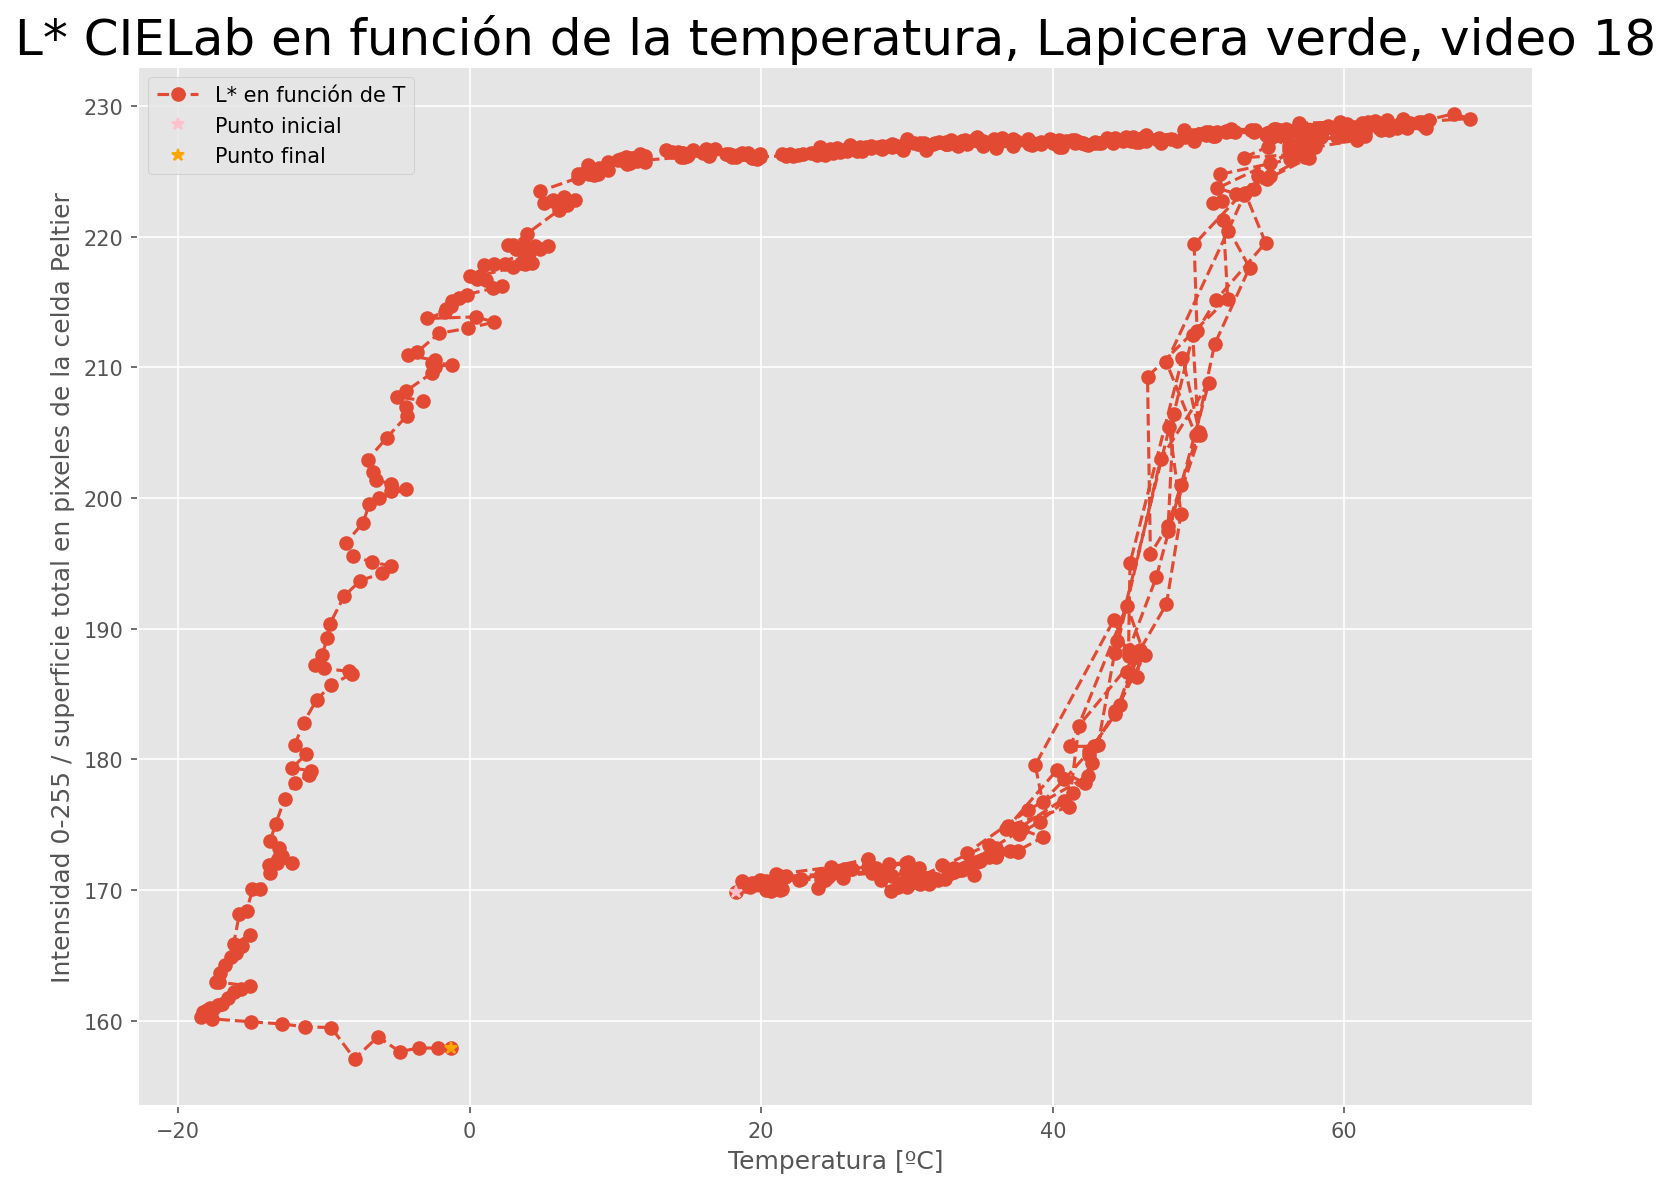 L* CIELab en función de la temperatura, Lapicera verde, video 18
L* en función de T
Punto inicial
Punto final
Intensidad 0-255 / superficie total en pixeles de la celda Peltier
230
220
210
200
190
180
170
160
−20
0
20
40
60
Temperatura [ºC]